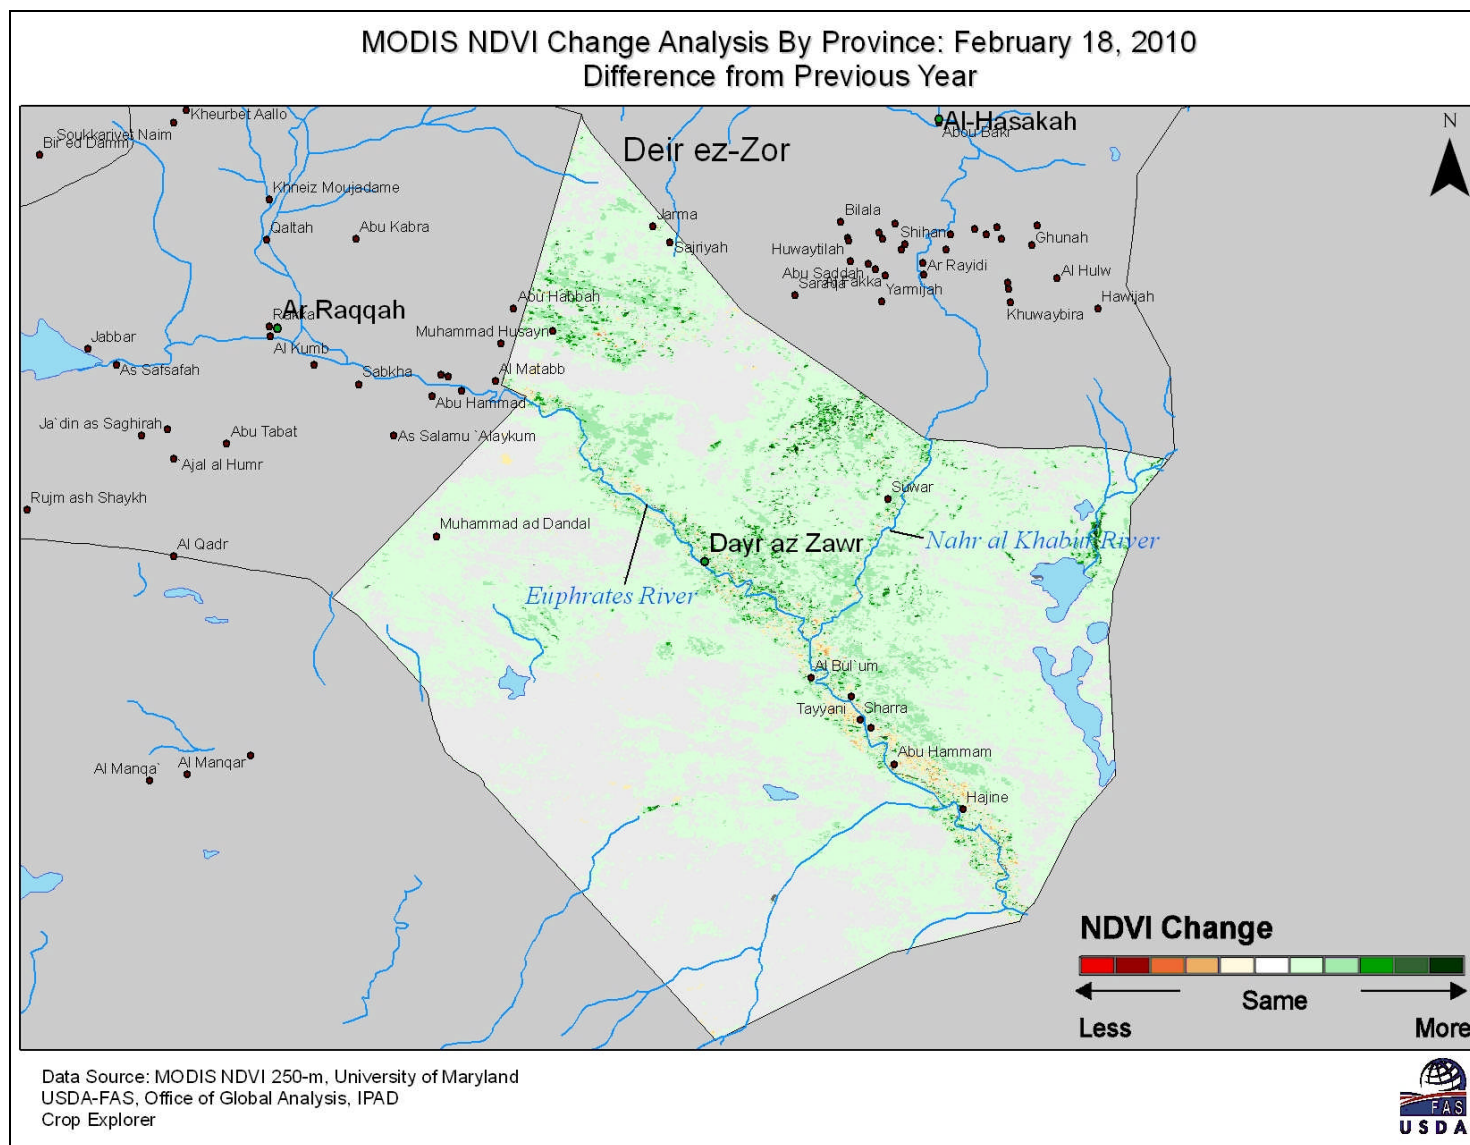 MODIS NDVI Change Analysis By Province: February 18, 2010
Difference from Previous Year
Kheurbet Aallo
Soukkariyet Naim
Bir ed Damm
Al-Hasakah
Abou Bakr
N
Deir ez-Zor
Khneiz Moujadame
Qaltah
Abu Kabra
Jarma
Sajriyah
Bilala
Shihan
Ghunah
Huwaytilah
Ar Rayidi
Abu Saddah
Al Hulw
Fakka
Saraqa
Yarmijah
Hawijah
Khuwaybira
Abu Habbah
Ar Raqqah
Muhammad Husayn
Jabbar
Al Kumb
As Safsafah
Sabkha
Al Matabb
Abu Hammad
Ja`din as Saghirah
Abu Tabat
As Salamu `Alaykum
`Ajal al Humr
Rujm ash Shaykh
Suwar
Muhammad ad Dandal
Al Qadr
Dayr az Zawr
Nahr al Khabur River
Euphrates River
Al Bul`um
Tayyani
Sharra
Abu Hammam
Al Manqa`
Al Manqar
Hajine
NDVI Change
Same
Less
More
Data Source: MODIS NDVI 250-m, University of Maryland
USDA-FAS, Office of Global Analysis, IPAD
Crop Explorer
FAS
USDA